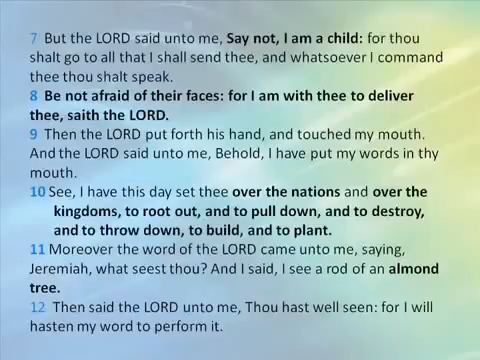 7 But the LORD said unto me, Say not, I am a child: for thou
shalt go to all that I shall send thee, and whatsoever I command
thee thou shalt speak.
8 Be not afraid of their faces: for I am with thee to deliver
thee, saith the LORD.
9 Then the LORD put forth his hand, and touched my mouth.
And the LORD said unto me, Behold, I have put my words in thy
mouth.
10 See, I have this day set thee over the nations and over the
kingdoms, to root out, and to pull down, and to destroy,
and to throw down, to build, and to plant.
11 Moreover the word of the LORD came unto me, saying,
Jeremiah, what seest thou? And I said, I see a rod of an almond
tree.
12 Then said the LORD unto me, Thou hast well seen: for I will
hasten my word to perform it.